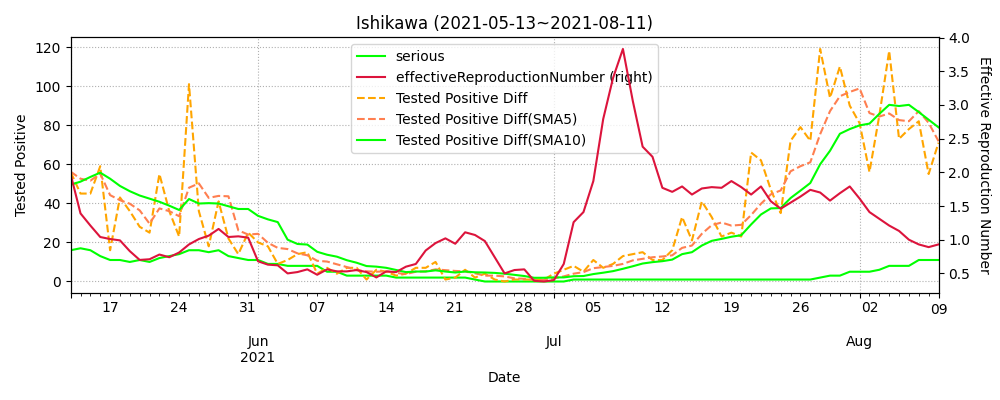 Ishikawa (2021-05-13~2021-08-11)
serious
effectiveReproductionNumber (right)
Tested Positive Diff
Tested Positive Diff(SMA5)
Tested Positive Diff(SMA10)
Tested Positive
120
100
80
60
40
20
0
4.0
3.5
3.0
2.5
2.0
1.5
1.0
0.5
Effective Reproduction Number
17 24 31 07 14 21 28 05 12 19 26 02 09
Jun Jul Aug
2021
Date